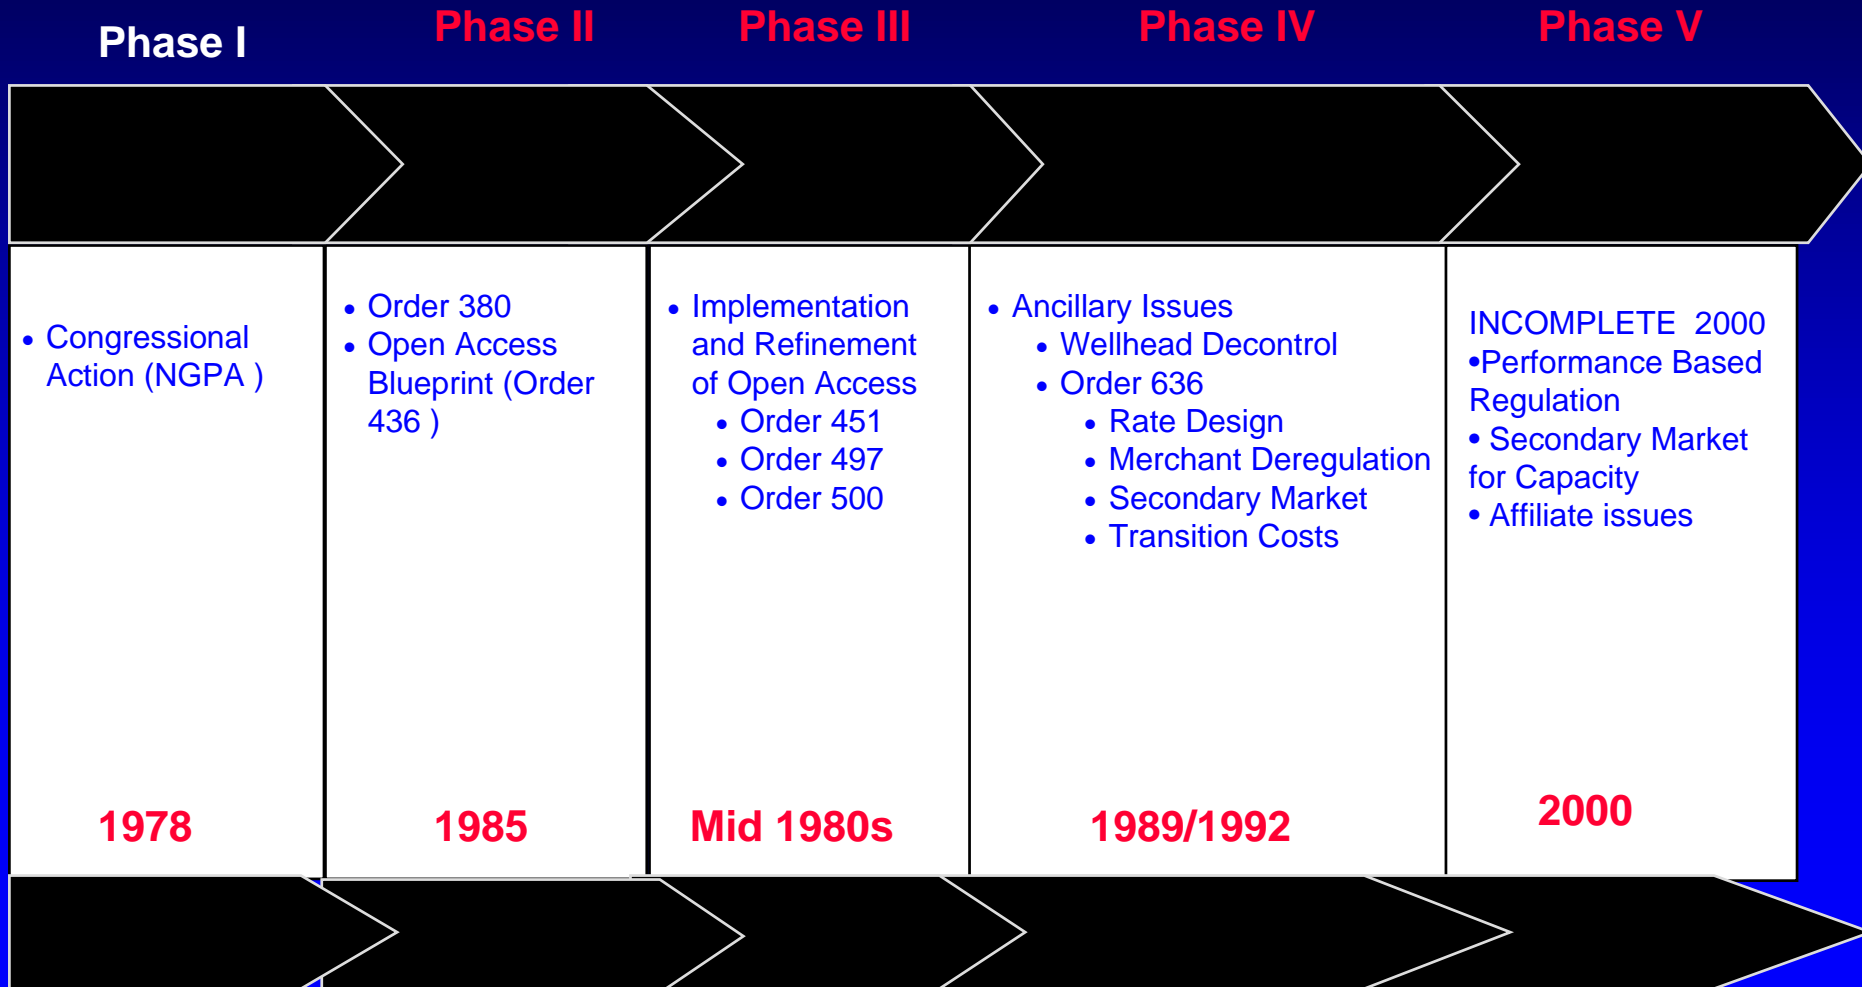 Phase I
Phase II
Phase III
Phase IV
Phase V
• Congressional
Action (NGPA )
1978
• Order 380
• Open Access
Blueprint (Order
436 )
1985
• Implementation
and Refinement
of Open Access
• Order 451
• Order 497
• Order 500
Mid 1980s
• Ancillary Issues
• Wellhead Decontrol
• Order 636
• Rate Design
• Merchant Deregulation
• Secondary Market
• Transition Costs
1989/1992
INCOMPLETE 2000
•Performance Based
Regulation
• Secondary Market
for Capacity
• Affiliate issues
2000